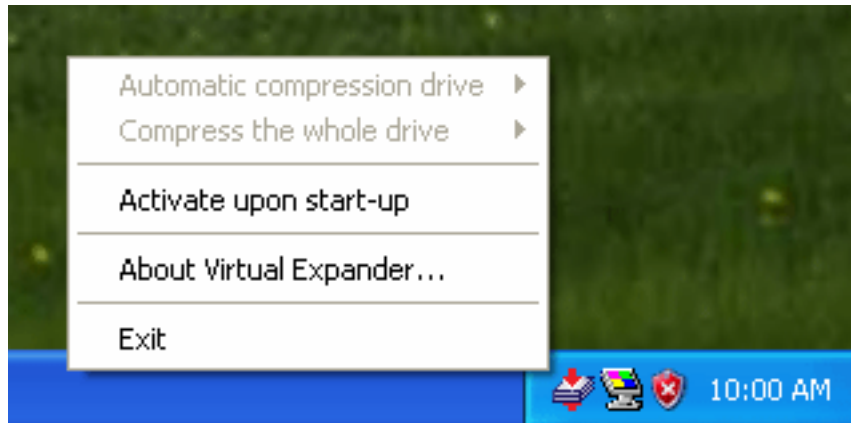 Automatic compression drive
Compress the whole drive
Activate upon start-up
About Virtual Expander...
Exit
10:00 AM